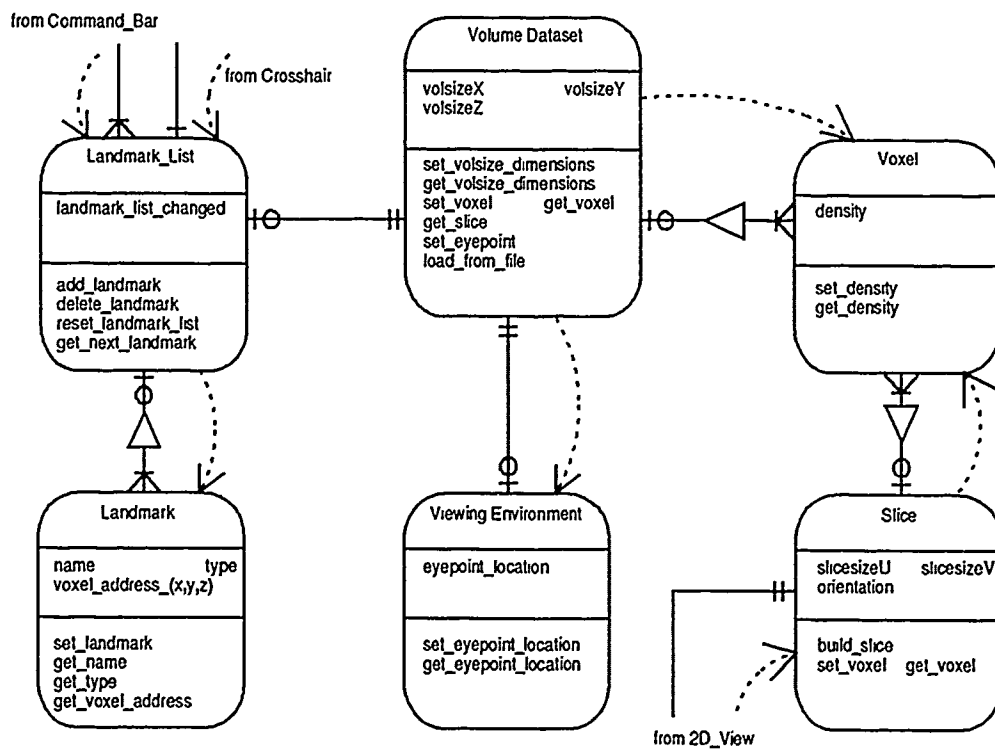 from Command_Bar
from Crosshair
Landmark_List
landmark_list_changed
add_landmark
delete_landmark
reset_landmark_list
get_next_landmark
Volume Dataset
volsizeX volsizeY
volsizeZ
set_volsize_dimensions
get_volsize_dimensions
set_voxel get_voxel
get_slice
set_eyepoint
load_from_file
Voxel
density
set_density
get_density
Landmark
name type
voxel_address_(x,y,z)
set_landmark
get_name
get_type
get_voxel_address
Viewing Environment
eyepoint_location
set_eyepoint_location
get_eyepoint_location
Slice
slicesizeU slicesizeV
orientation
build_slice
set_voxel get_voxel
from 2D_View